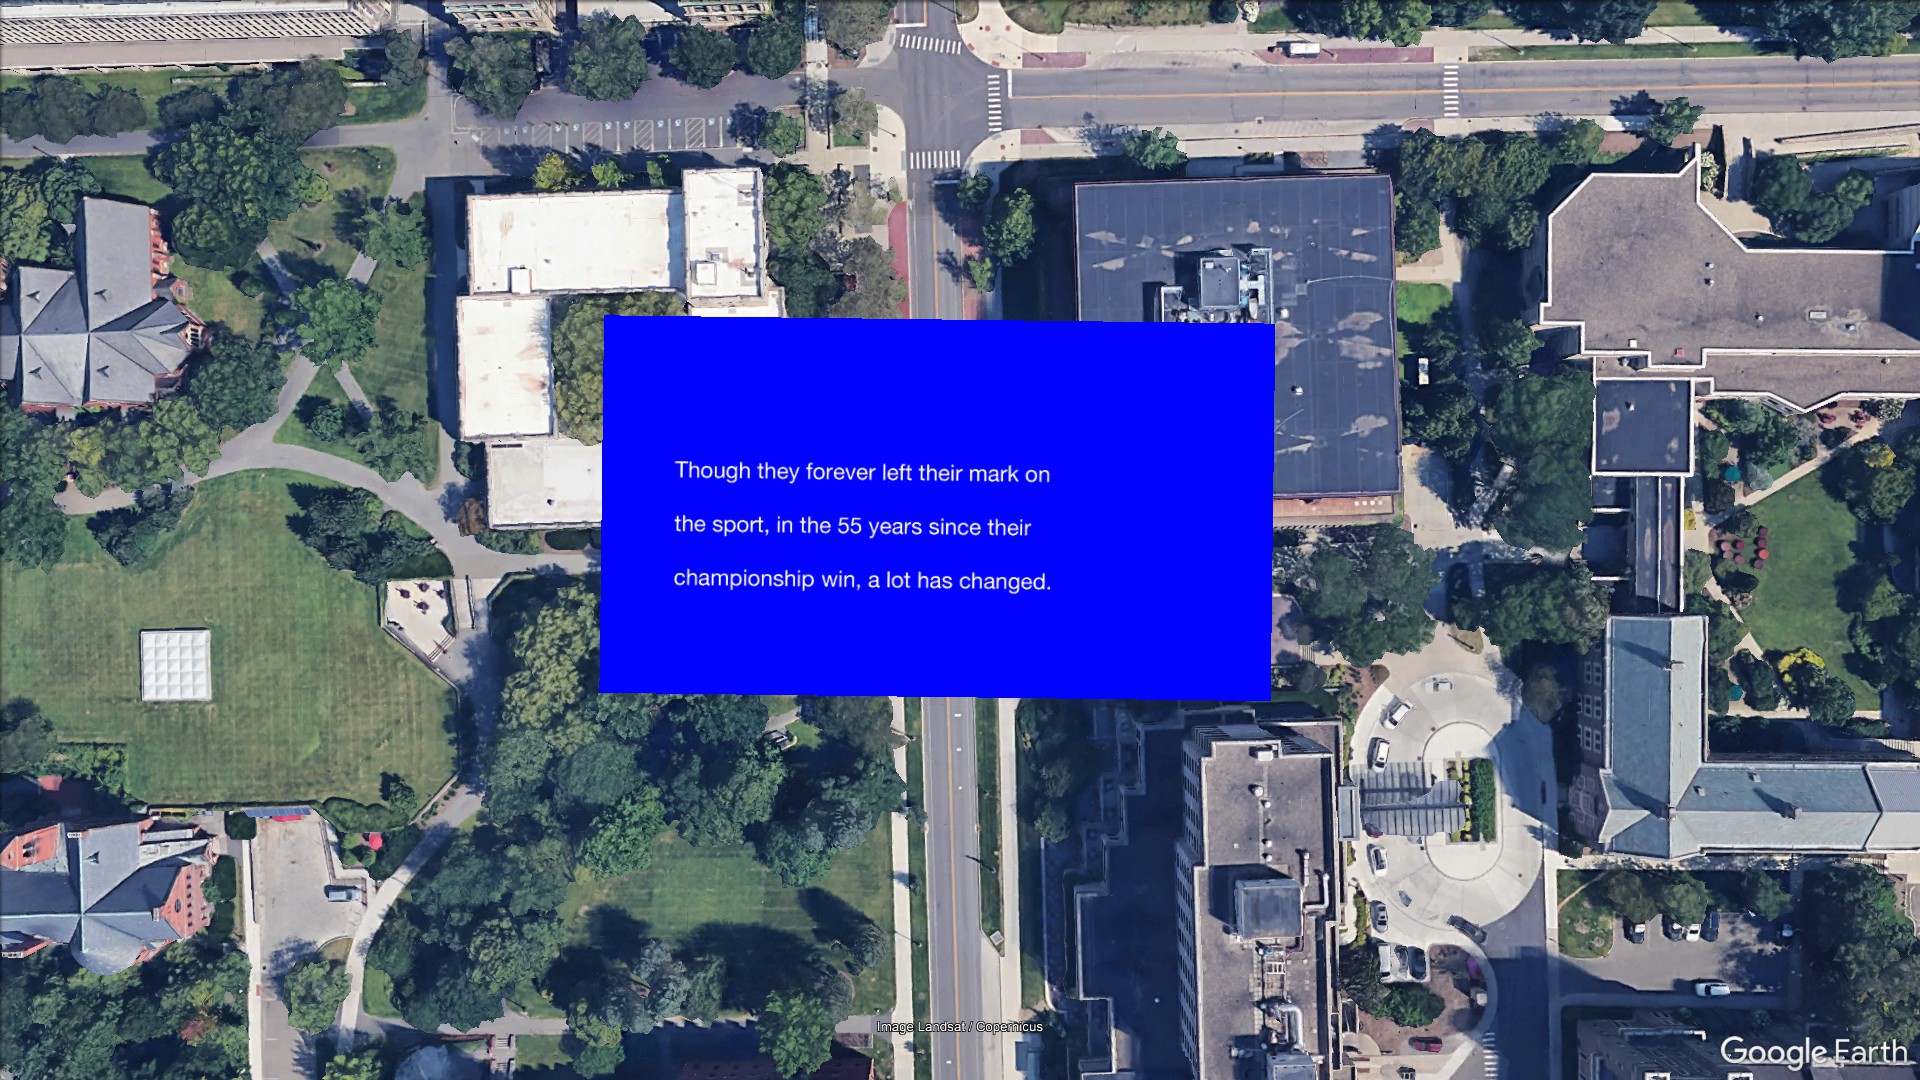 Though they forever left their mark on
the sport, in the 55 years since their
championship win, a lot has changed.
Image Landsat / Copernicus
Google Earth